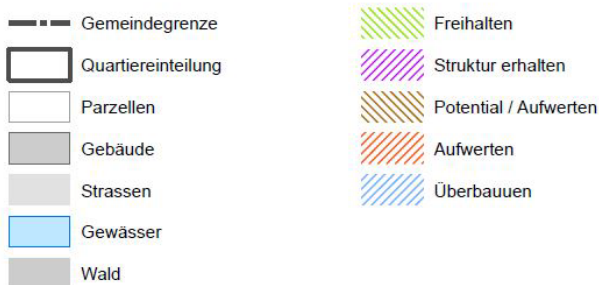 Gemeindegrenze
Quartiereinteilung
Parzellen
Gebäude
Strassen
Gewässer
Wald
Freihalten
Struktur erhalten
Potential / Aufwerten
Aufwerten
Überbauuen